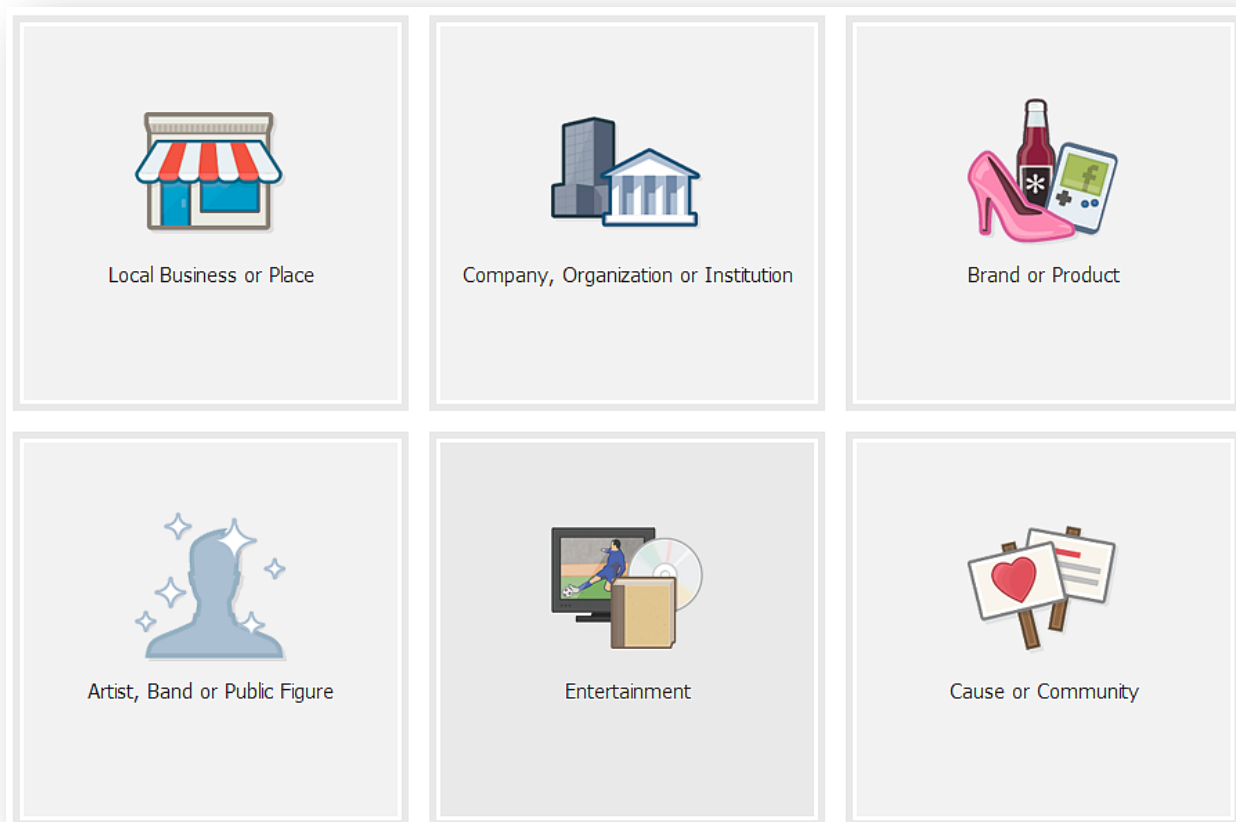 Local Business or Place
Company, Organization or Institution
Brand or Product
Artist, Band or Public Figure
Entertainment
Cause or Community